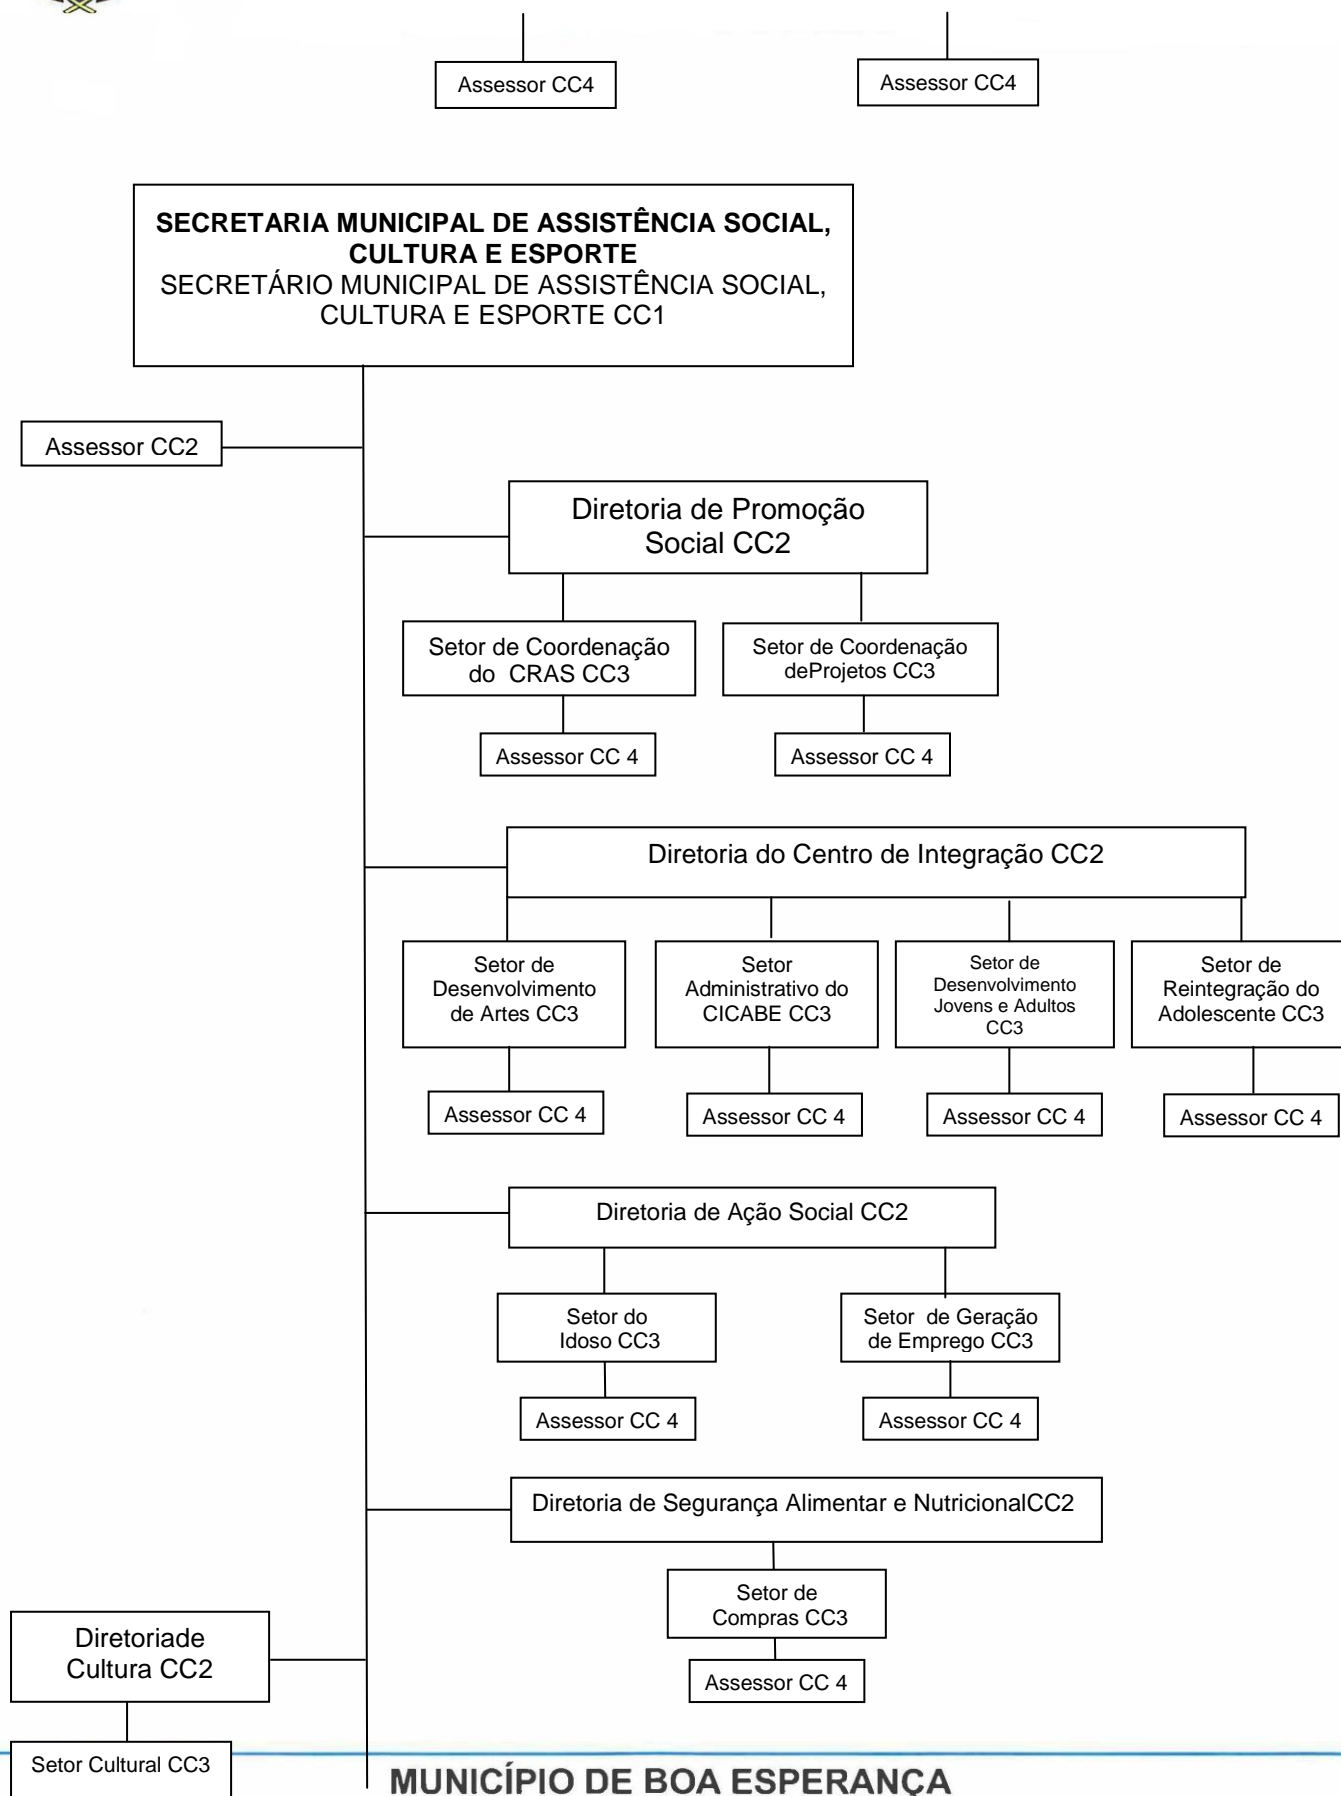 Assessor CC4
Assessor CC4
SECRETARIA MUNICIPAL DE ASSISTÊNCIA SOCIAL,
CULTURA E ESPORTE
SECRETÁRIO MUNICIPAL DE ASSISTÊNCIA SOCIAL,
CULTURA E ESPORTE CC1
Assessor CC2
Diretoria de Promoção
Social CC2
Setor de Coordenação
do  CRAS CC3
Setor de Coordenação
deProjetos CC3
Assessor CC 4
Assessor CC 4
Diretoria do Centro de Integração CC2
Setor de
Desenvolvimento
de Artes CC3
Setor
Administrativo do
CICABE CC3
Setor de
Desenvolvimento
Jovens e Adultos
CC3
Setor de
Reintegração do
Adolescente CC3
Assessor CC 4
Assessor CC 4
Assessor CC 4
Assessor CC 4
Diretoria de Ação Social CC2
Setor do
Idoso CC3
Setor  de Geração
de Emprego CC3
Assessor CC 4
Assessor CC 4
Diretoria de Segurança Alimentar e NutricionalCC2
Setor de
Compras CC3
Assessor CC 4
Diretoriade
Cultura CC2
Setor Cultural CC3
MUNICÍPIO DE BOA ESPERANÇA